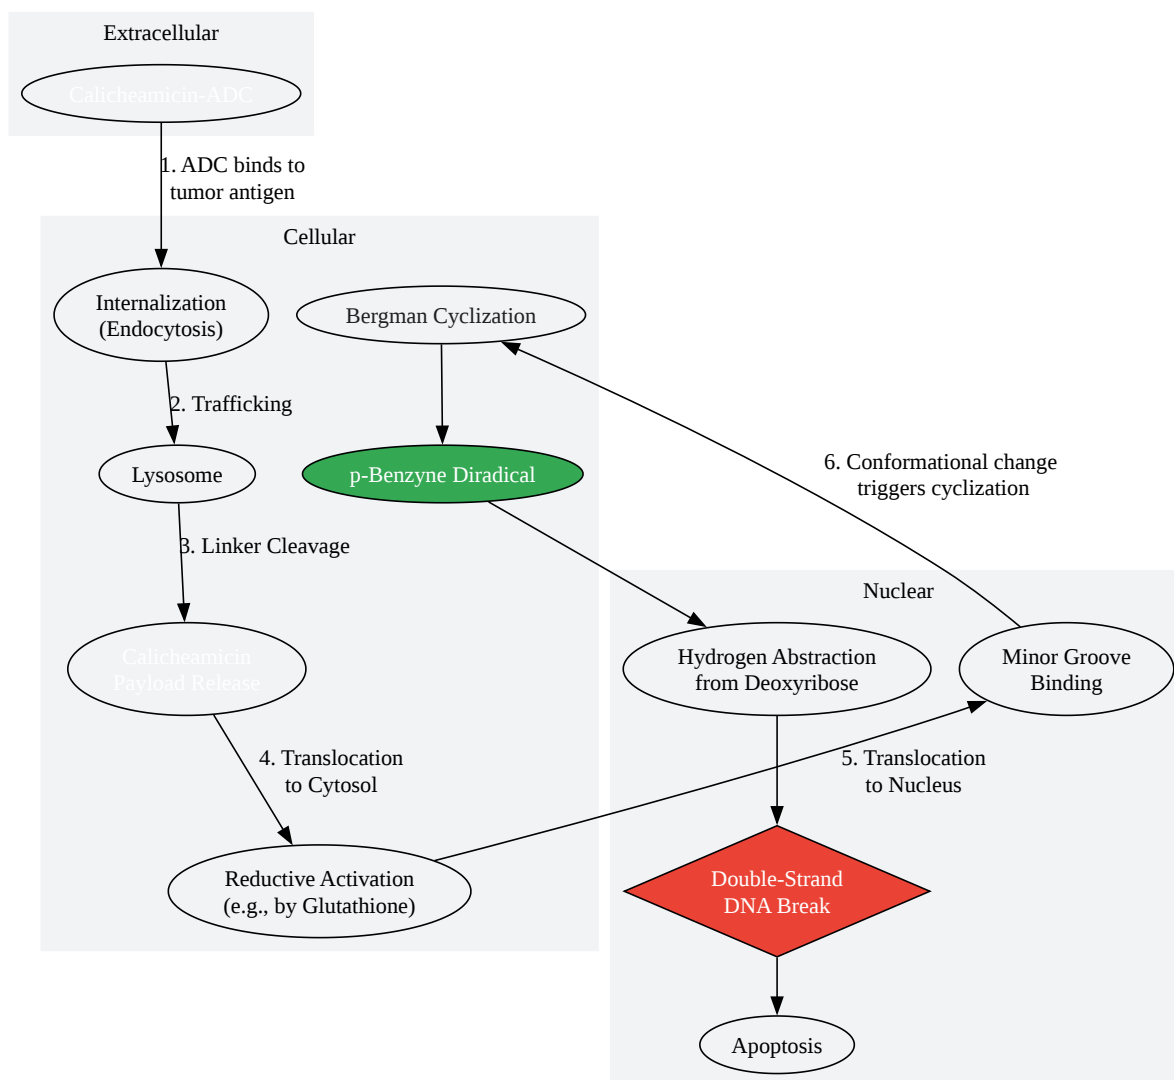 Extracellular
Calicheamicin-ADC
1. ADC binds to
tumor antigen
Cellular
Internalization
(Endocytosis)
Bergman Cyclization
2. Trafficking
Lysosome
p-Benzyne Diradical
6. Conformational change
triggers cyclization
3. Linker Cleavage
Nuclear
Calicheamicin
Payload Release
Hydrogen Abstraction
from Deoxyribose
Minor Groove
Binding
4. Translocation
to Cytosol
5. Translocation
to Nucleus
Reductive Activation
(e.g., by Glutathione)
Double-Strand
DNA Break
Apoptosis